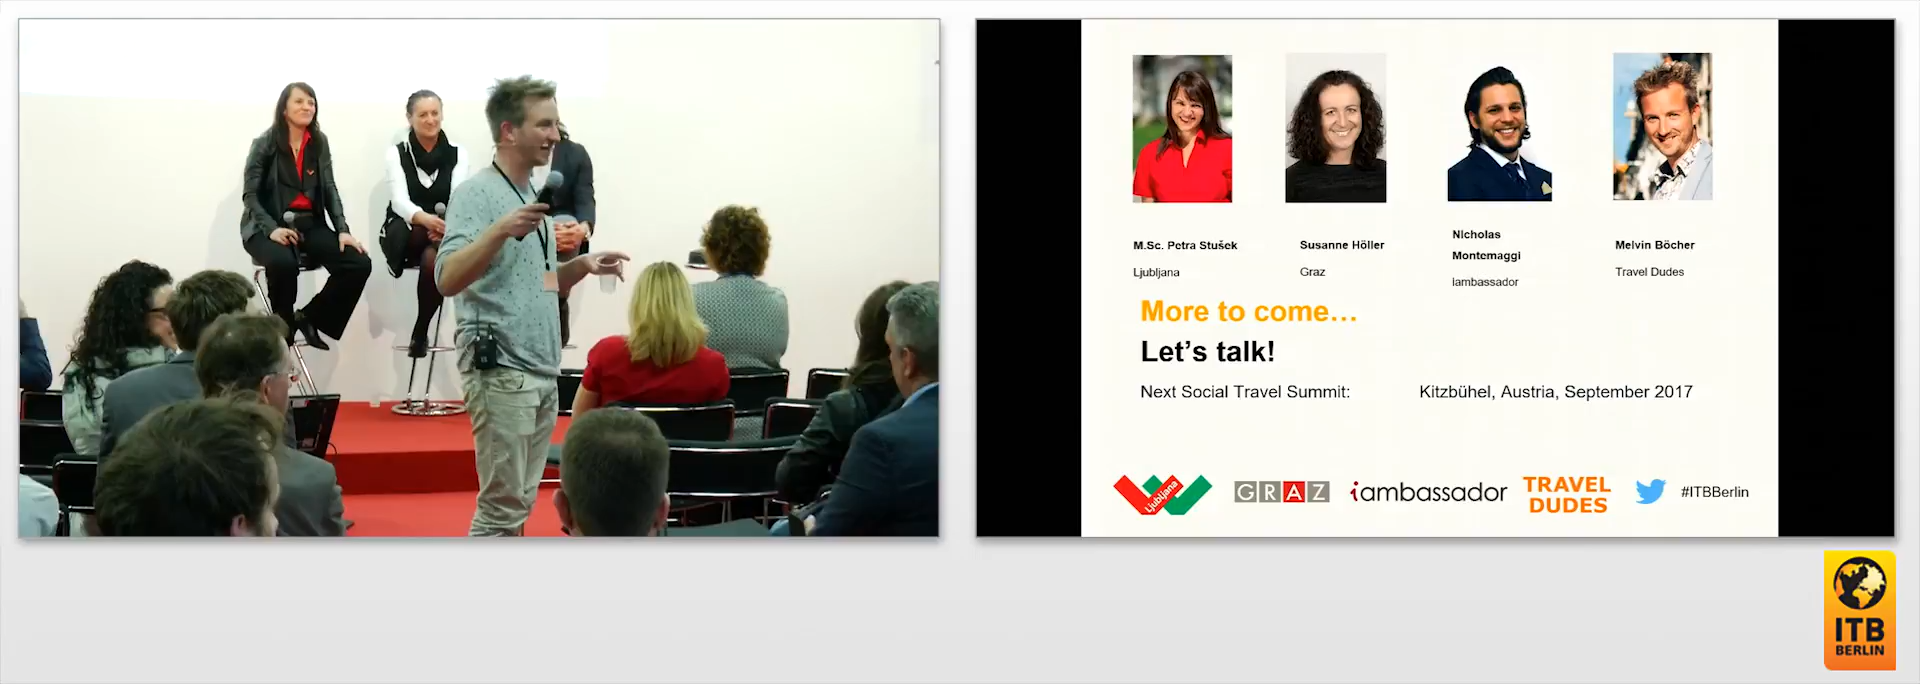 M.Sc. Petra Stušek
Ljubljana
Susanne Höller
Graz
Nicholas
Montemaggi
iambassador
Melvin Böcher
Travel Dudes
More to come…
Let’s talk!
Next Social Travel Summit: Kitzbühel, Austria, September 2017
Ljubljana
GRAZ
iambassador
TRAVEL
DUDES
#ITBBerlin
ITB
BERLIN